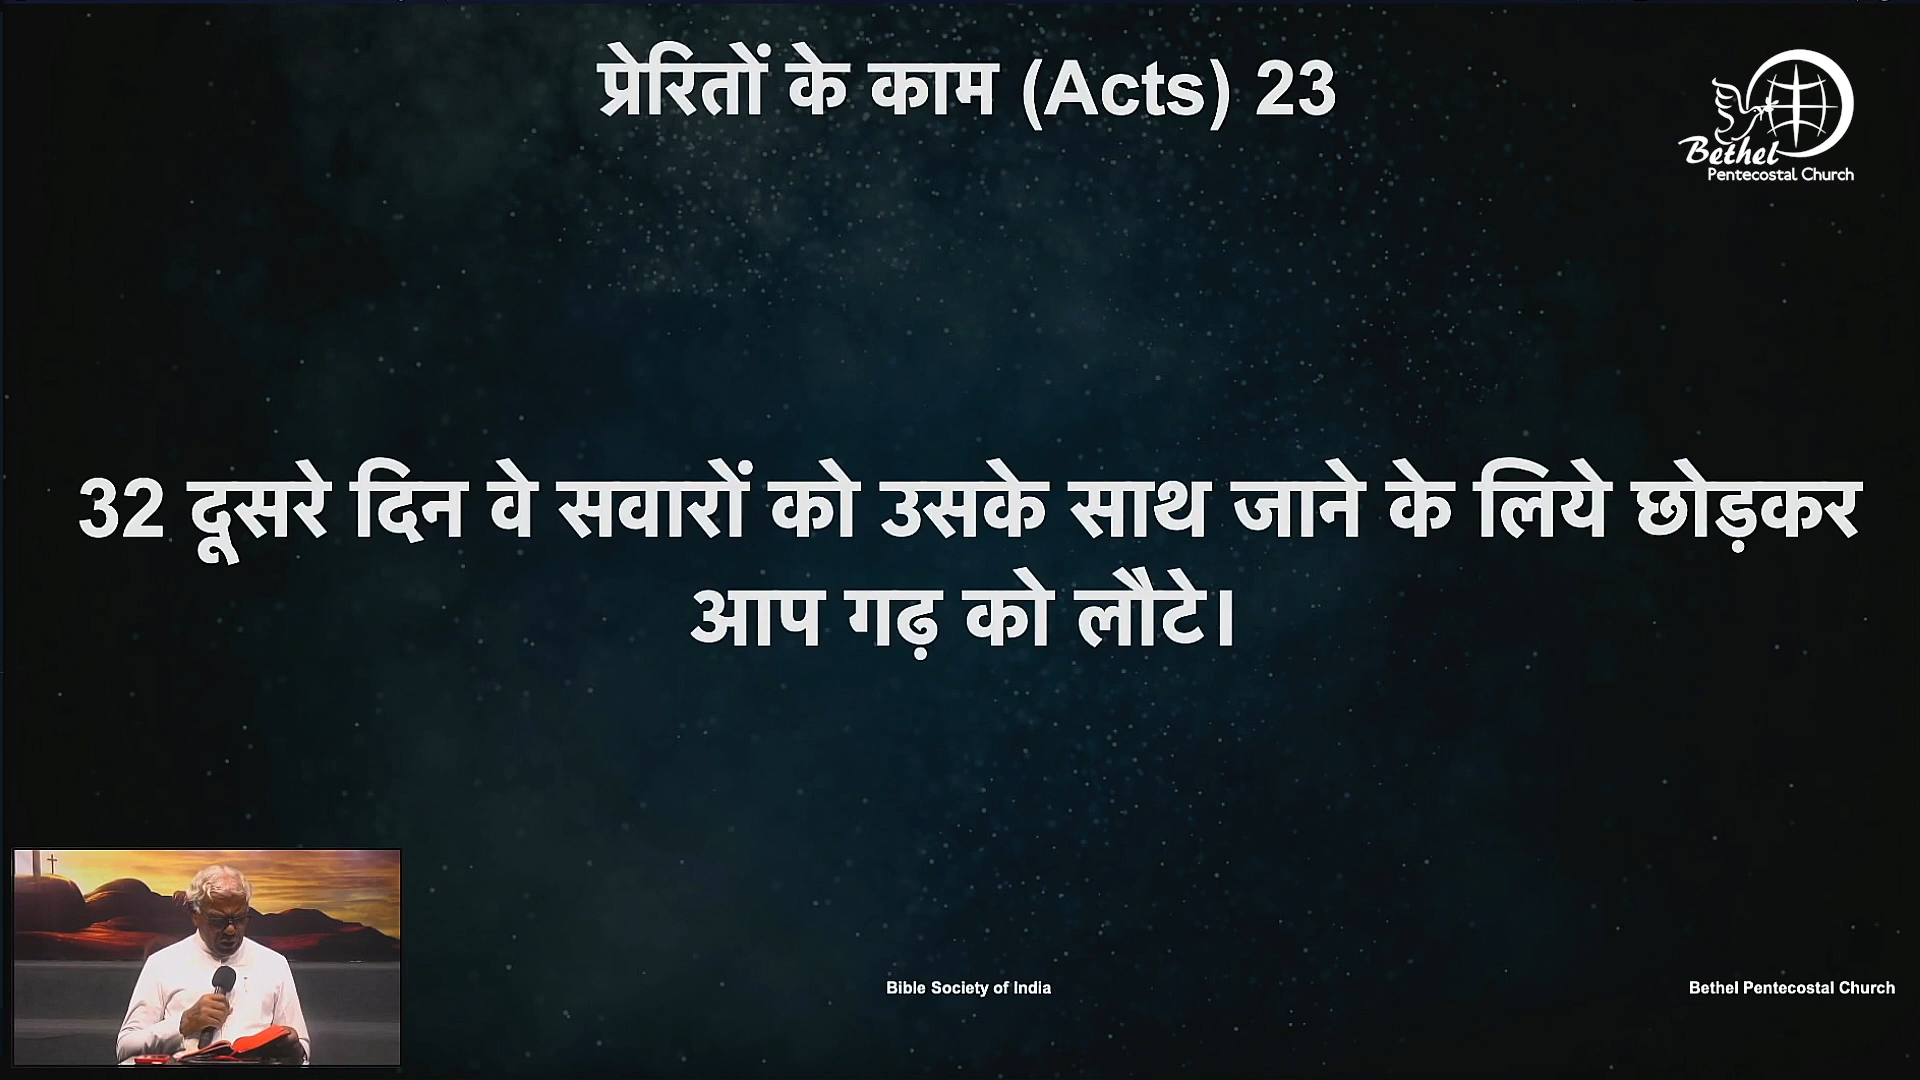 प्रेरितों के काम (Acts) 23
Bethel
Pentecostal Church
32 दूसरे दिन वे सवारों को उसके साथ जाने के लिये छोड़कर
आप गढ़ को लौटे।
Bible Society of India
Bethel Pentecostal Church